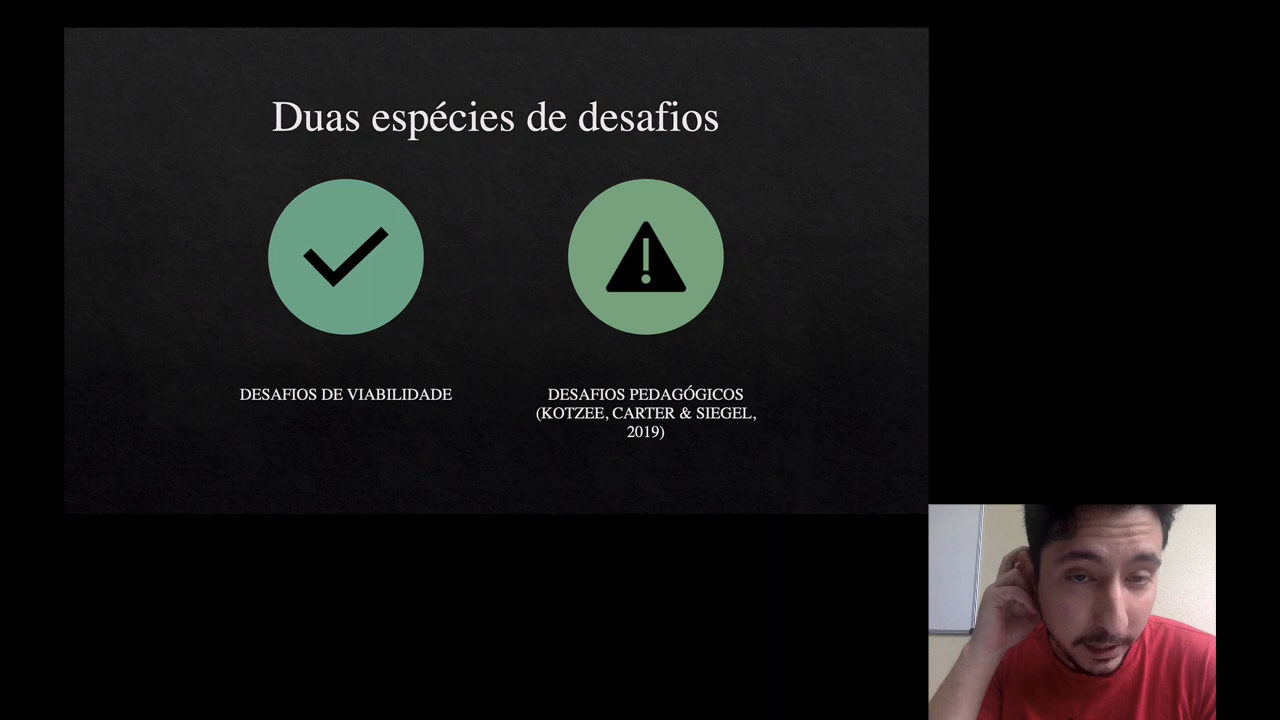 Duas espécies de desafios
DESAFIOS DE VIABILIDADE
DESAFIOS PEDAGÓGICOS
(KOTZEE, CARTER & SIEGEL,
2019)